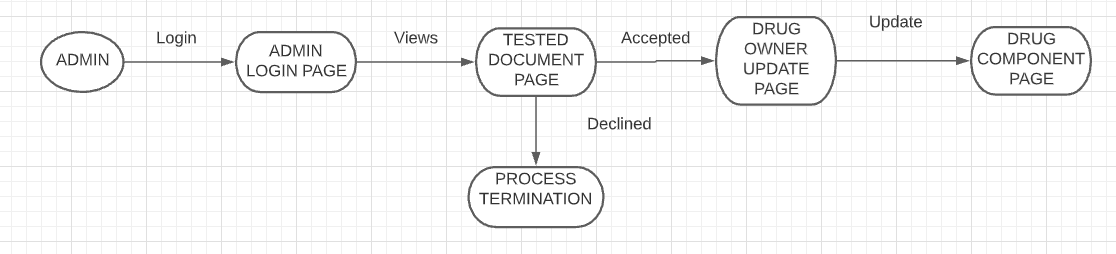 ADMIN
Login
ADMIN
LOGIN PAGE
Views
TESTED
DOCUMENT
PAGE
Accepted
DRUG
OWNER
UPDATE
PAGE
Update
DRUG
COMPONENT
PAGE
Declined
PROCESS
TERMINATION